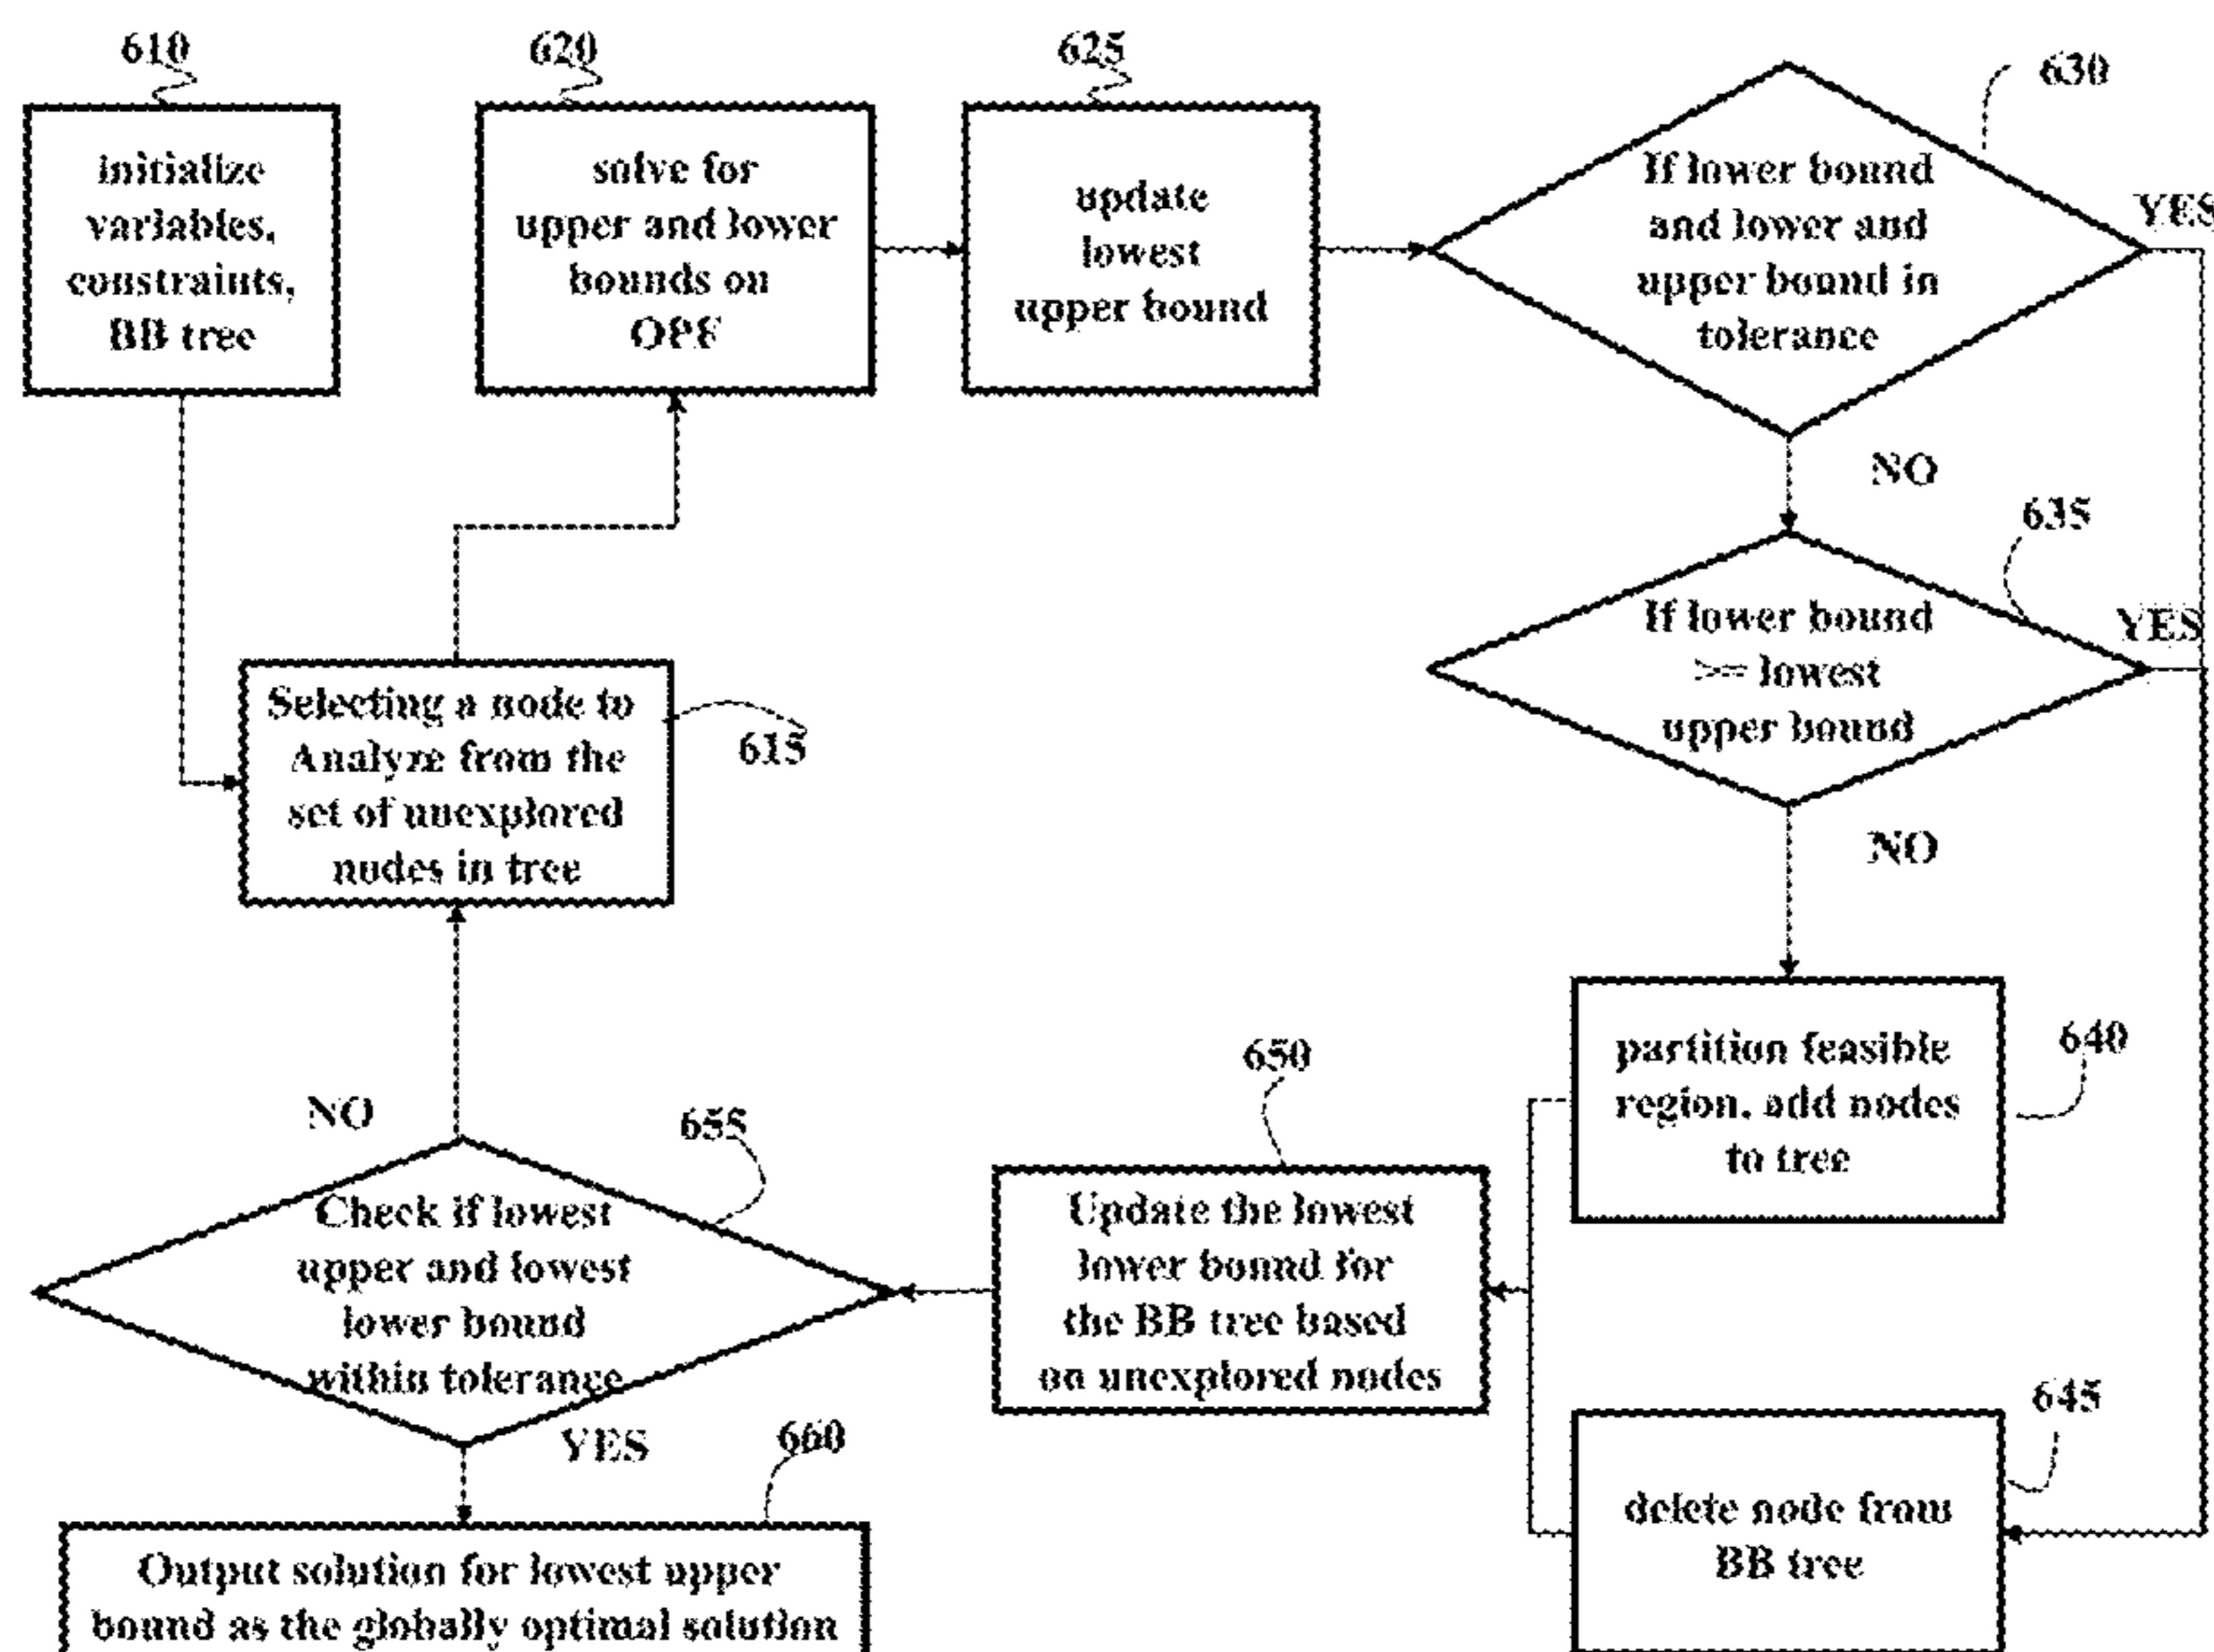 610
initialize
variables,
constraints,
BB tree
620
solve for
upper and lower
bounds on
OPF
625
update
lowest
upper bound
630
If lower bound
and lower and
upper bound in
tolerance
YES
NO
635
If lower bound
>= lowest
upper bound
YES
NO
615
Selecting a node to
Analyze from the
set of unexplored
nodes in tree
640
partition feasible
region, add nodes
to tree
645
delete node from
BB tree
650
Update the lowest
lower bound for
the BB tree based
on unexplored nodes
655
Check if lowest
upper and lowest
lower bound
within tolerance
NO
YES
660
Output solution for lowest upper
bound as the globally optimal solution